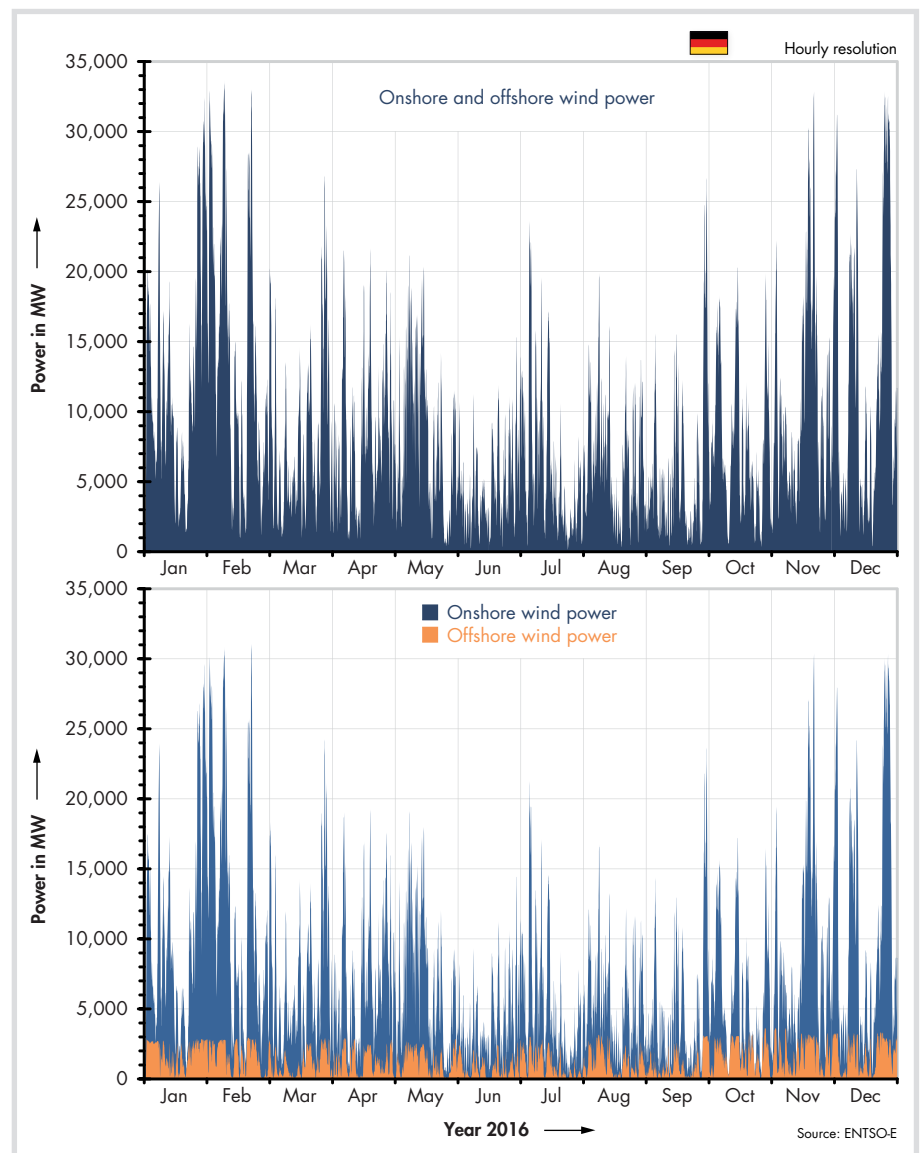 Hourly resolution
35,000
Onshore and offshore wind power
30,000
25,000
20,000
15,000
10,000
5,000
0
Power in MW
Jan Feb Mar Apr May Jun Jul Aug Sep Oct Nov Dec
35,000
Onshore wind power
Offshore wind power
30,000
25,000
20,000
15,000
10,000
5,000
0
Power in MW
Jan Feb Mar Apr May Jun Jul Aug Sep Oct Nov Dec
Year 2016
Source: ENTSO-E